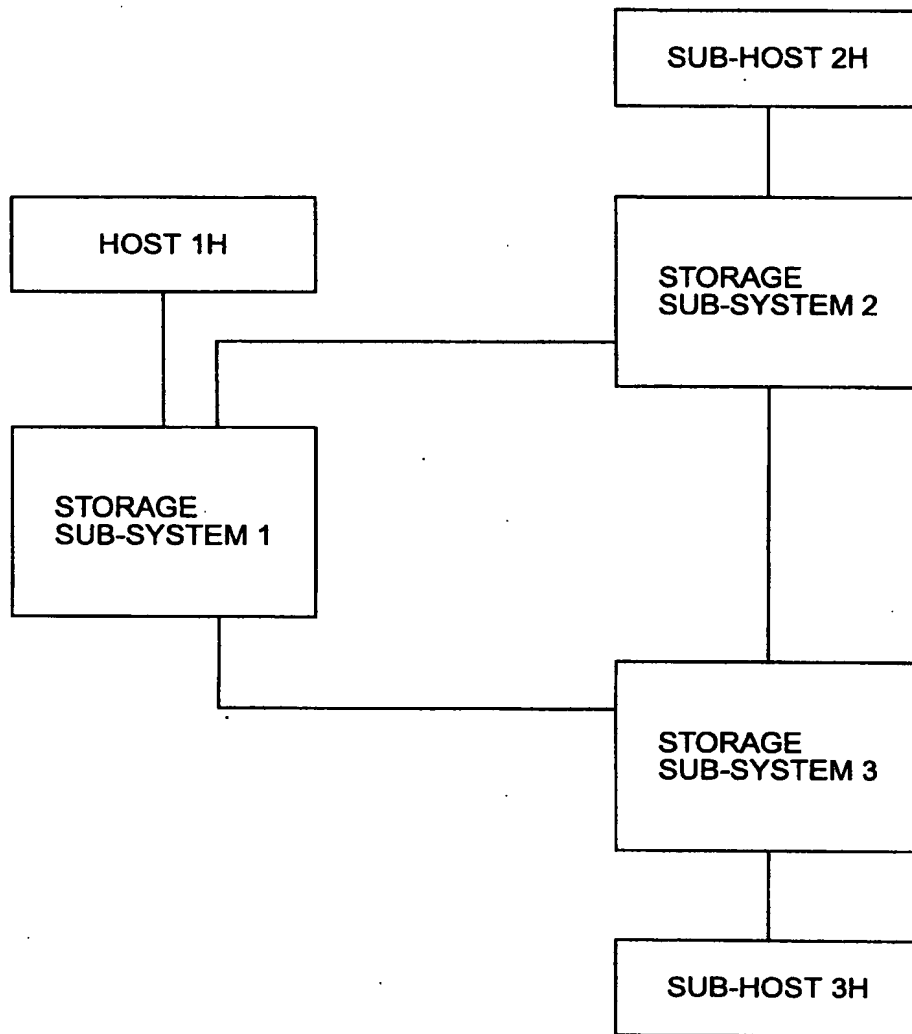 SUB-HOST 2H
HOST 1H
STORAGE
SUB-SYSTEM 2
STORAGE
SUB-SYSTEM 1
STORAGE
SUB-SYSTEM 3
SUB-HOST 3H